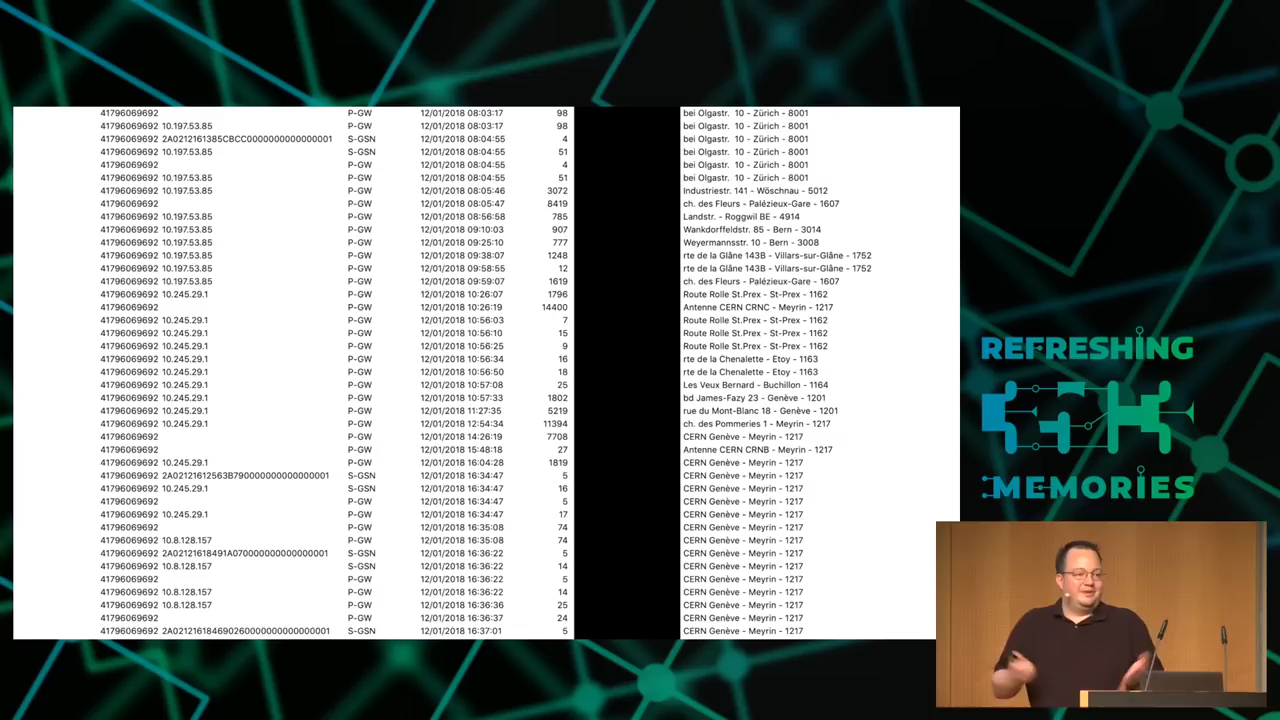 41796069692 P-GW 12/01/2018 08:03:17 98 bei Olgastr. 10 - Zürich - 8001
41796069692 10.197.53.85 P-GW 12/01/2018 08:03:17 98 bei Olgastr. 10 - Zürich - 8001
41796069692 2A0212161385CBCC0000000000000001 S-GSN 12/01/2018 08:04:55 4 bei Olgastr. 10 - Zürich - 8001
41796069692 10.197.53.85 S-GSN 12/01/2018 08:04:55 51 bei Olgastr. 10 - Zürich - 8001
41796069692 P-GW 12/01/2018 08:04:55 4 bei Olgastr. 10 - Zürich - 8001
41796069692 10.197.53.85 P-GW 12/01/2018 08:04:55 51 bei Olgastr. 10 - Zürich - 8001
41796069692 10.197.53.85 P-GW 12/01/2018 08:05:46 3072 Industriestr. 141 - Wöschnau - 5012
41796069692 P-GW 12/01/2018 08:05:47 8419 ch. des Fleurs - Palézieux-Gare - 1607
41796069692 10.197.53.85 P-GW 12/01/2018 08:56:58 785 Landstr. - Roggwil BE - 4914
41796069692 10.197.53.85 P-GW 12/01/2018 09:10:03 907 Wankdorffeldstr. 85 - Bern - 3014
41796069692 10.197.53.85 P-GW 12/01/2018 09:25:10 777 Weyermannsstr. 10 - Bern - 3008
41796069692 10.197.53.85 P-GW 12/01/2018 09:38:07 1248 rte de la Glâne 143B - Villars-sur-Glâne - 1752
41796069692 10.197.53.85 P-GW 12/01/2018 09:58:55 12 rte de la Glâne 143B - Villars-sur-Glâne - 1752
41796069692 10.197.53.85 P-GW 12/01/2018 09:59:07 1619 ch. des Fleurs - Palézieux-Gare - 1607
41796069692 10.245.29.1 P-GW 12/01/2018 10:26:07 1796 Route Rolle St.Prex - St-Prex - 1162
41796069692 P-GW 12/01/2018 10:26:19 14400 Antenne CERN CRNC - Meyrin - 1217
41796069692 10.245.29.1 P-GW 12/01/2018 10:56:03 7 Route Rolle St.Prex - St-Prex - 1162
41796069692 10.245.29.1 P-GW 12/01/2018 10:56:10 15 Route Rolle St.Prex - St-Prex - 1162
41796069692 10.245.29.1 P-GW 12/01/2018 10:56:25 9 Route Rolle St.Prex - St-Prex - 1162
41796069692 10.245.29.1 P-GW 12/01/2018 10:56:34 16 rte de la Chenalette - Etoy - 1163
41796069692 10.245.29.1 P-GW 12/01/2018 10:56:50 18 rte de la Chenalette - Etoy - 1163
41796069692 10.245.29.1 P-GW 12/01/2018 10:57:08 25 Les Veux Bernard - Buchillon - 1164
41796069692 10.245.29.1 P-GW 12/01/2018 10:57:33 1802 bd James-Fazy 23 - Genève - 1201
41796069692 10.245.29.1 P-GW 12/01/2018 11:27:35 5219 rue du Mont-Blanc 18 - Genève - 1201
41796069692 10.245.29.1 P-GW 12/01/2018 12:54:34 11394 ch. des Pommeries 1 - Meyrin - 1217
41796069692 P-GW 12/01/2018 14:26:19 7708 CERN Genève - Meyrin - 1217
41796069692 P-GW 12/01/2018 15:48:18 27 Antenne CERN CRNB - Meyrin - 1217
41796069692 10.245.29.1 P-GW 12/01/2018 16:04:28 1819 CERN Genève - Meyrin - 1217
41796069692 2A02121612563B790000000000000001 S-GSN 12/01/2018 16:34:47 5 CERN Genève - Meyrin - 1217
41796069692 10.245.29.1 S-GSN 12/01/2018 16:34:47 16 CERN Genève - Meyrin - 1217
41796069692 P-GW 12/01/2018 16:34:47 5 CERN Genève - Meyrin - 1217
41796069692 10.245.29.1 P-GW 12/01/2018 16:34:47 17 CERN Genève - Meyrin - 1217
41796069692 P-GW 12/01/2018 16:35:08 74 CERN Genève - Meyrin - 1217
41796069692 10.8.128.157 P-GW 12/01/2018 16:35:08 74 CERN Genève - Meyrin - 1217
41796069692 2A02121618491A070000000000000001 S-GSN 12/01/2018 16:36:22 5 CERN Genève - Meyrin - 1217
41796069692 10.8.128.157 S-GSN 12/01/2018 16:36:22 14 CERN Genève - Meyrin - 1217
41796069692 P-GW 12/01/2018 16:36:22 5 CERN Genève - Meyrin - 1217
41796069692 10.8.128.157 P-GW 12/01/2018 16:36:22 14 CERN Genève - Meyrin - 1217
41796069692 10.8.128.157 P-GW 12/01/2018 16:36:36 25 CERN Genève - Meyrin - 1217
41796069692 P-GW 12/01/2018 16:36:37 24 CERN Genève - Meyrin - 1217
41796069692 2A021216184690260000000000000001 S-GSN 12/01/2018 16:37:01 5 CERN Genève - Meyrin - 1217
REFRESHING
MEMORIES